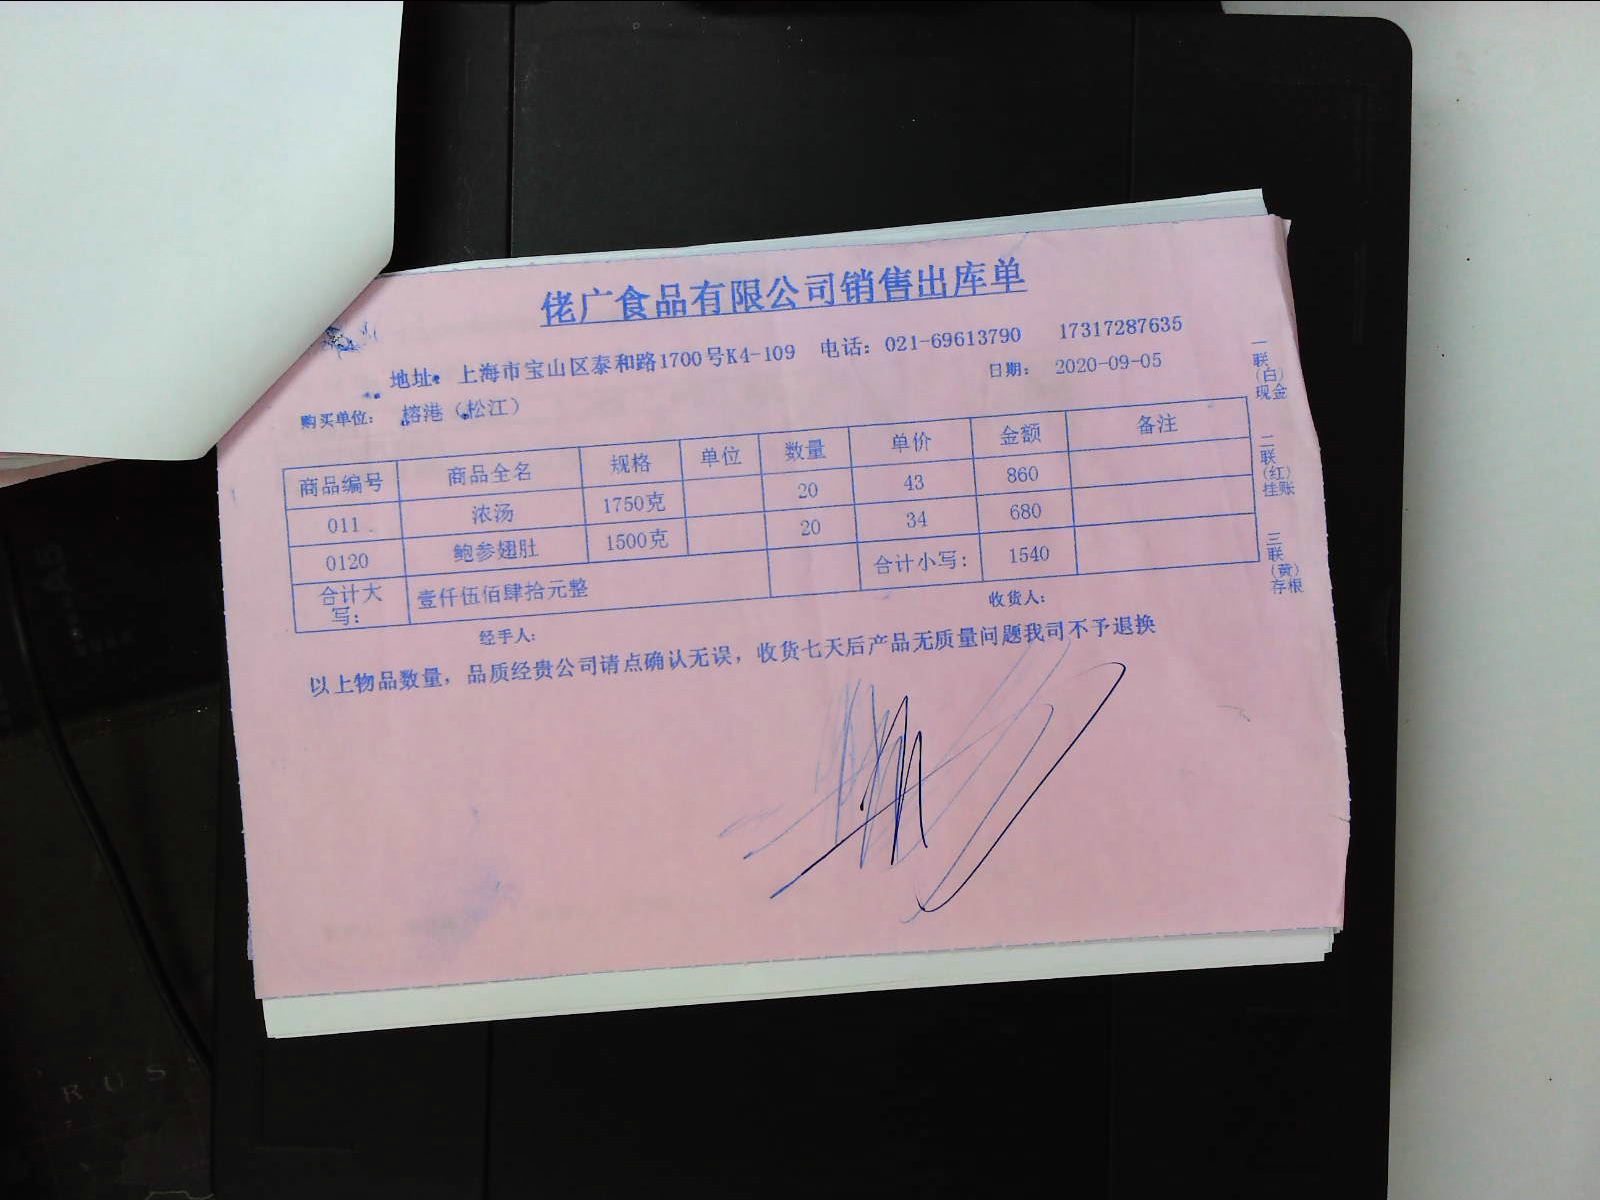 佬广食品有限公司销售出库单
地址: 上海市宝山区泰和路1700号K4-109 电话: 021-69613790 17317287635
购买单位: 榕港（松江） 日期: 2020-09-05
商品编号 商品全名 规格 单位 数量 单价 金额 备注
011 浓汤 1750克 20 43 860
0120 鲍参翅肚 1500克 20 34 680
合计大写: 壹仟伍佰肆拾元整 合计小写: 1540
经手人: 收货人:
以上物品数量，品质经贵公司请点确认无误，收货七天后产品无质量问题我司不予退换
一联(白)现金
二联(红)挂账
三联(黄)存根
RUS